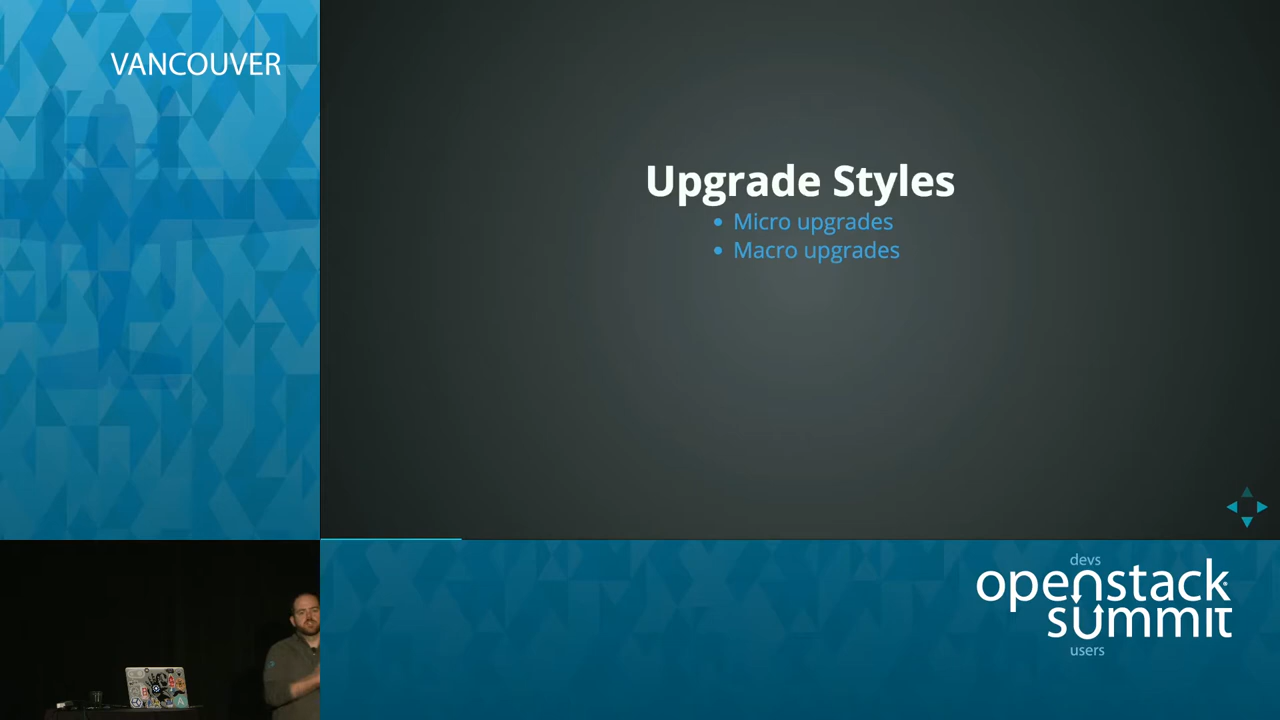 VANCOUVER
Upgrade Styles
• Micro upgrades
• Macro upgrades
devs
openstack
summit
users